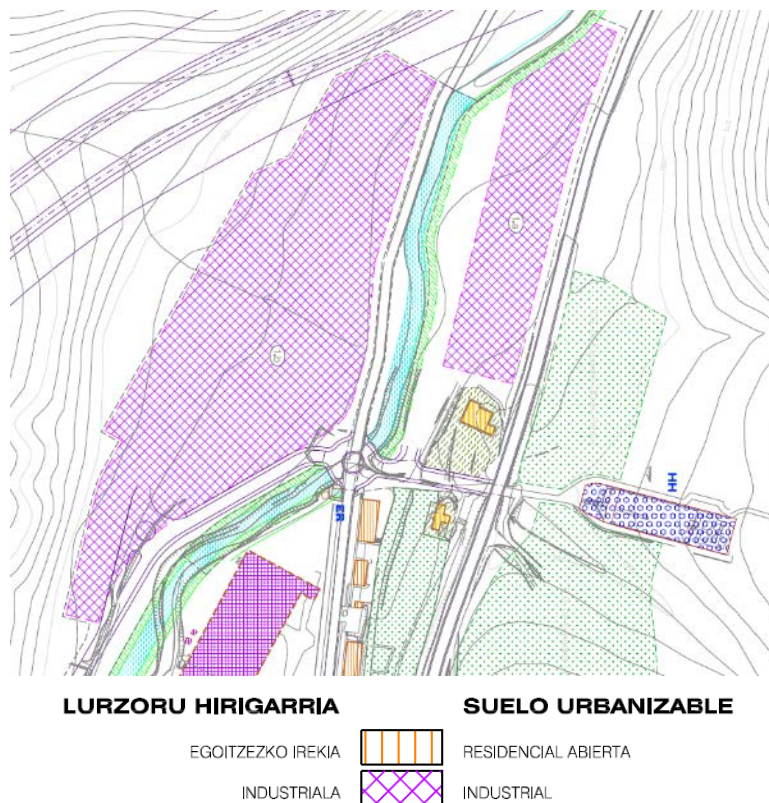 HH
ER
LURZORU HIRIGARRIA SUELO URBANIZABLE
EGOITZEZKO IREKIA RESIDENCIAL ABIERTA
INDUSTRIALA INDUSTRIAL